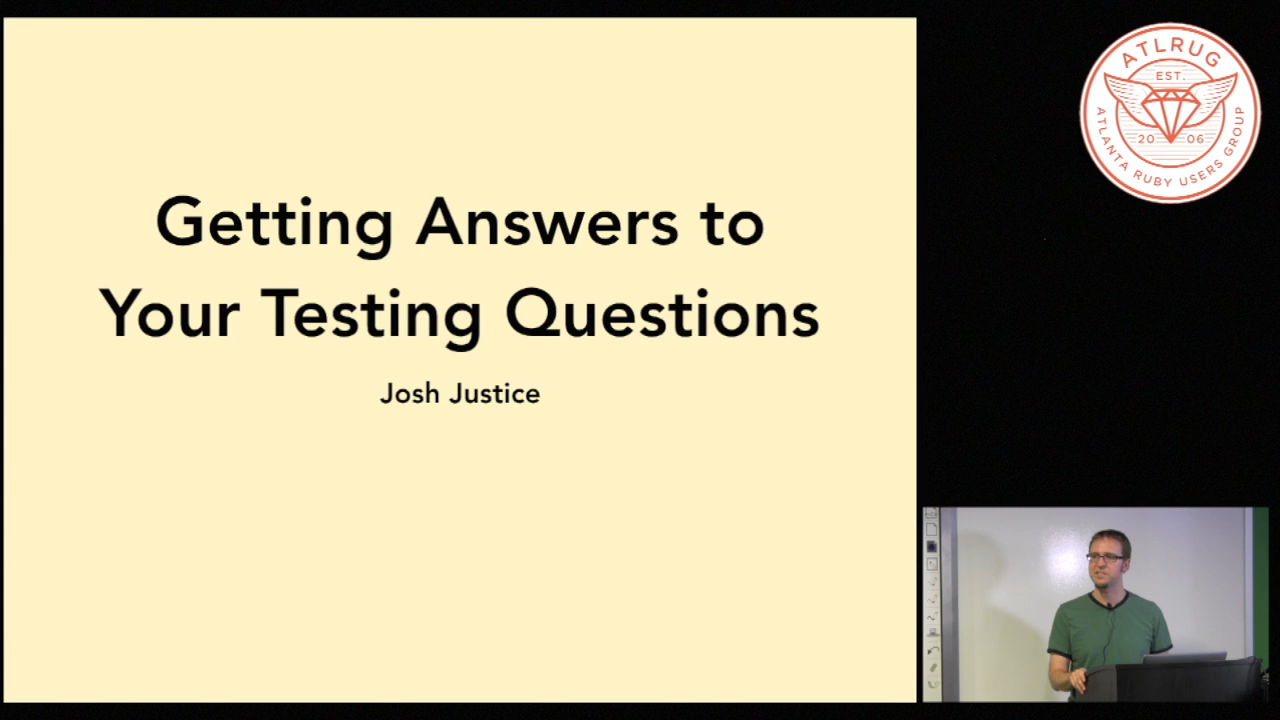 Getting Answers to
Your Testing Questions
Josh Justice
ATLRUG
EST.
20 06
ATLANTA RUBY USERS GROUP